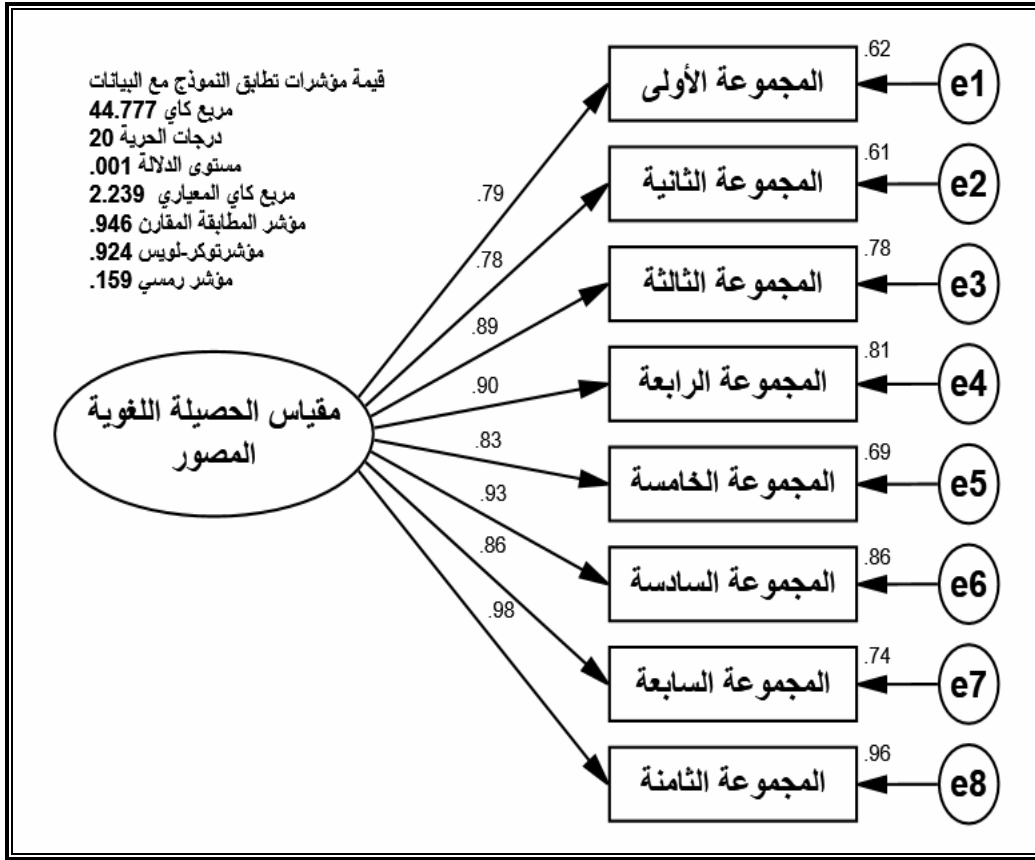 قيمة مؤشرات تطابق النموذج مع البيانات
مربع كاي 44.777
درجات الحرية 20
مستوى الدلالة 001.
مربع كاي المعياري 2.239
مؤشر المطابقة المقارن 946.
مؤشرتوكر-لويس 924.
مؤشر رمسي 159.
مقياس الحصيلة اللغوية
المصور
.79
.78
.89
.90
.83
.93
.86
.98
المجموعة الأولى
.62
e1
المجموعة الثانية
.61
e2
المجموعة الثالثة
.78
e3
المجموعة الرابعة
.81
e4
المجموعة الخامسة
.69
e5
المجموعة السادسة
.86
e6
المجموعة السابعة
.74
e7
المجموعة الثامنة
.96
e8